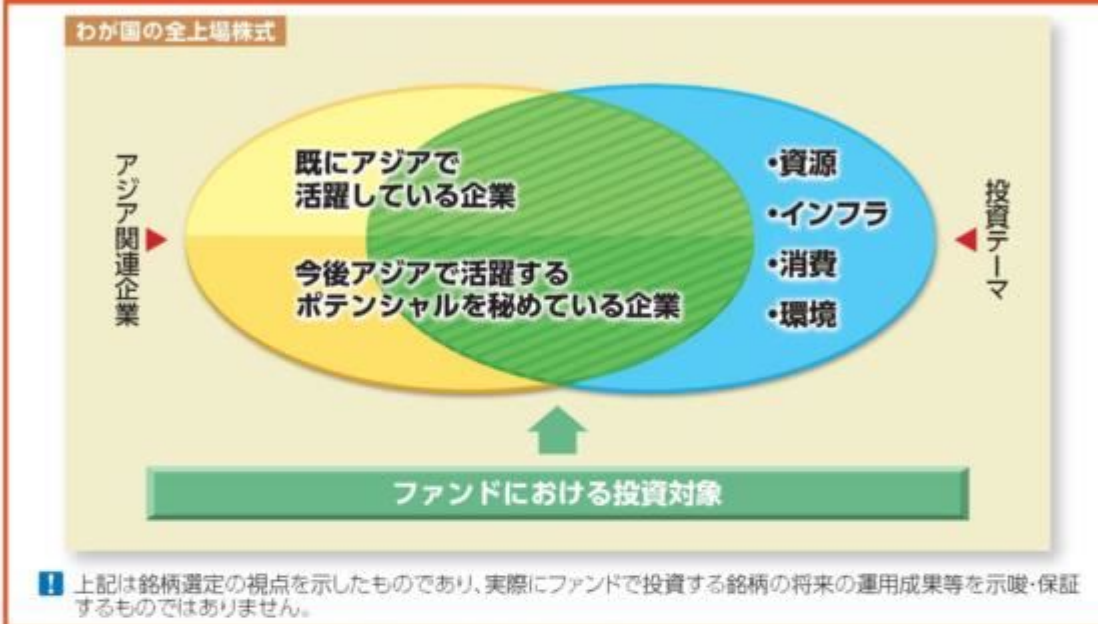 わが国の全上場株式
アジア関連企業
既にアジアで
活躍している企業
今後アジアで活躍する
ポテンシャルを秘めている企業
・資源
・インフラ
・消費
・環境
投資テーマ
ファンドにおける投資対象
! 上記は銘柄選定の視点を示したものであり、実際にファンドで投資する銘柄の将来の運用成果等を示唆・保証
するものではありません。